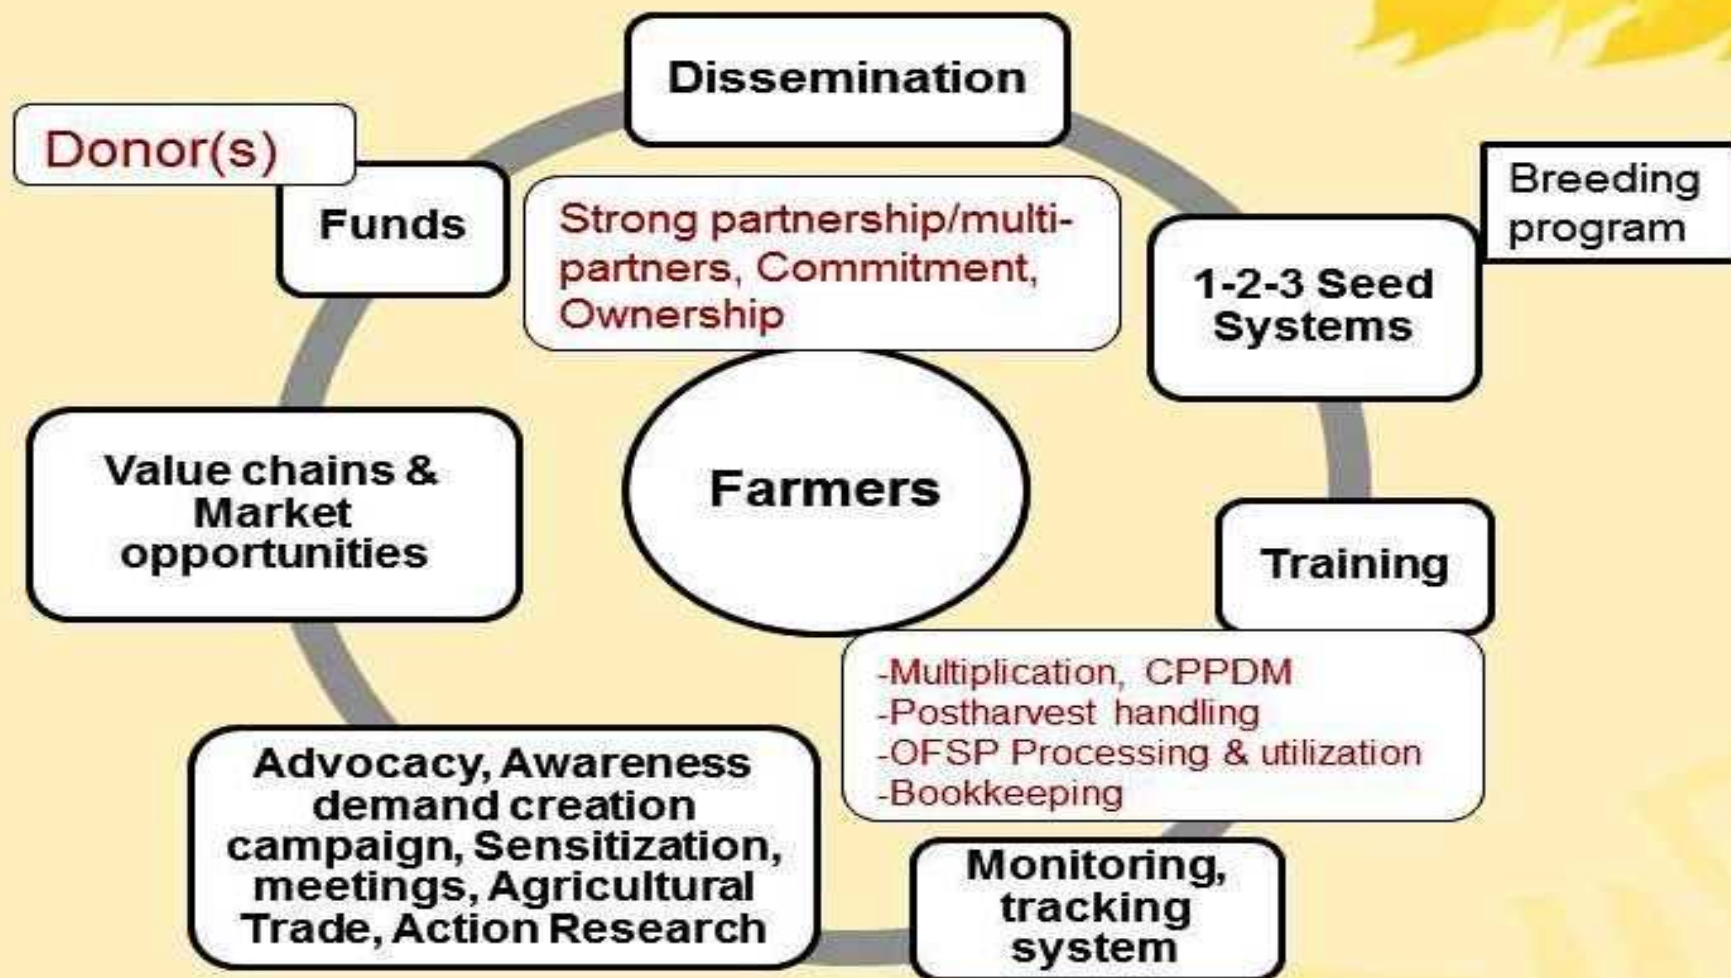 Dissemination
Donor(s)
Funds
Strong partnership/multi-
partners, Commitment,
Ownership
Breeding
program
1-2-3 Seed
Systems
Value chains &
Market
opportunities
Farmers
Training
-Multiplication, CPPDM
-Postharvest handling
-OFSP Processing & utilization
-Bookkeeping
Advocacy, Awareness
demand creation
campaign, Sensitization,
meetings, Agricultural
Trade, Action Research
Monitoring,
tracking
system